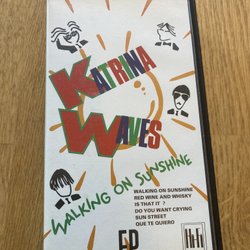 KATRINA
WAVES
WALKING ON SUNSHINE
WALKING ON SUNSHINE
RED WINE AND WHISKY
IS THAT IT ?
DO YOU WANT CRYING
SUN STREET
QUE TE QUIERO
EP